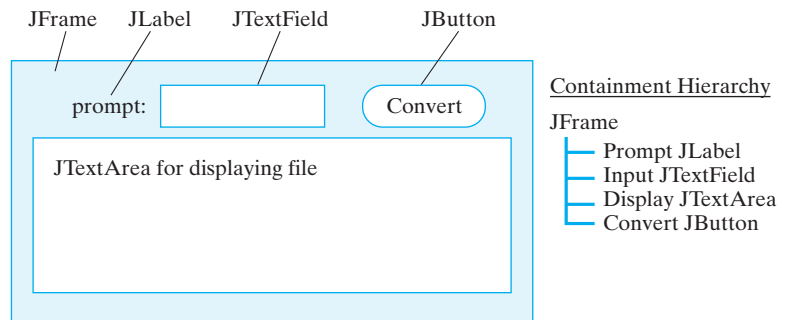 JFrame JLabel JTextField JButton
prompt: Convert
JTextArea for displaying file
Containment Hierarchy
JFrame
Prompt JLabel
Input JTextField
Display JTextArea
Convert JButton